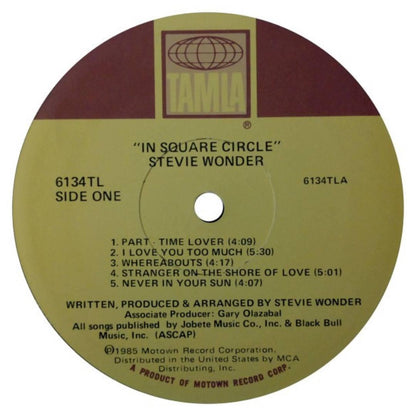 TAMLA
®
"IN SQUARE CIRCLE"
STEVIE WONDER
6134TL
SIDE ONE
6134TLA
1. PART - TIME LOVER (4:09)
2. I LOVE YOU TOO MUCH (5:30)
3. WHEREABOUTS (4:17)
4. STRANGER ON THE SHORE OF LOVE (5:01)
5. NEVER IN YOUR SUN (4:07)
WRITTEN, PRODUCED & ARRANGED BY STEVIE WONDER
Associate Producer: Gary Olazabal
All songs published by Jobete Music Co., Inc. & Black Bull
Music, Inc. (ASCAP)
℗1985 Motown Record Corporation.
Distributed in the United States by MCA
Distributing, Inc.
A PRODUCT OF MOTOWN RECORD CORP.